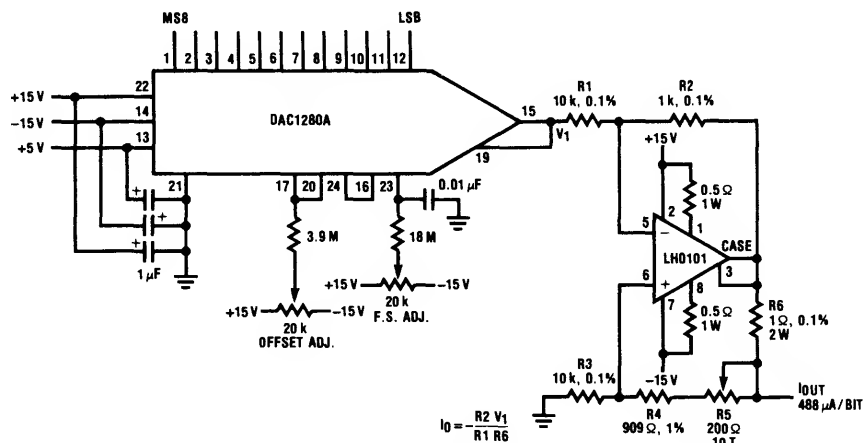 MS8
LSB
1 2 3 4 5 6 7 8 9 10 11 12
+15 V 22
-15 V 14
+5 V 13
DAC1280A
15
V1
19
R1
10 k, 0.1%
R2
1 k, 0.1%
21
17 20 24 16 23
0.01 µF
+
+
+
1 µF
3.9 M
18 M
+15 V -15 V
20 k
F.S. ADJ.
+15 V -15 V
20 k
OFFSET ADJ.
+15 V
0.5 Ω
1 W
2
1
5 −
LH0101
CASE
3
6 +
7
8
0.5 Ω
1 W
R6
1 Ω, 0.1%
2 W
R3
10 k, 0.1%
-15 V
R4
909 Ω, 1%
R5
200 Ω
10 T
IOUT
488 µA/BIT
IO = - R2 V1
R1 R6